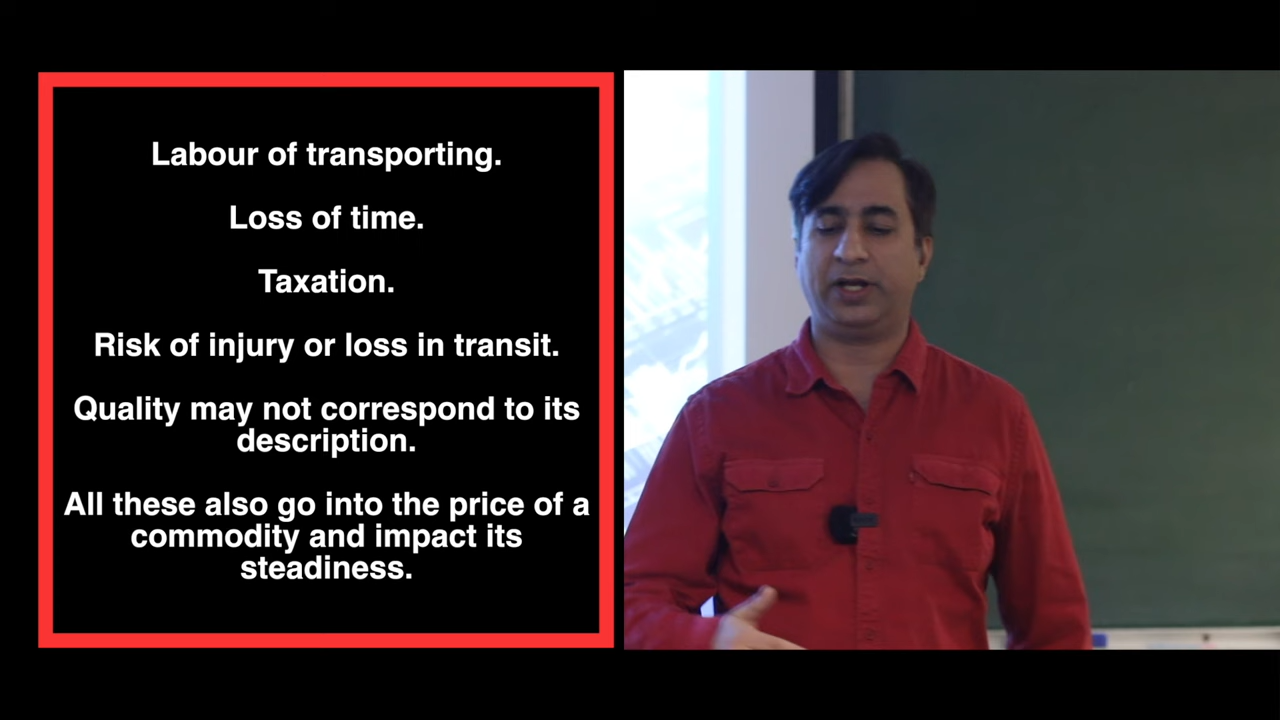 Labour of transporting.
Loss of time.
Taxation.
Risk of injury or loss in transit.
Quality may not correspond to its
description.
All these also go into the price of a
commodity and impact its
steadiness.